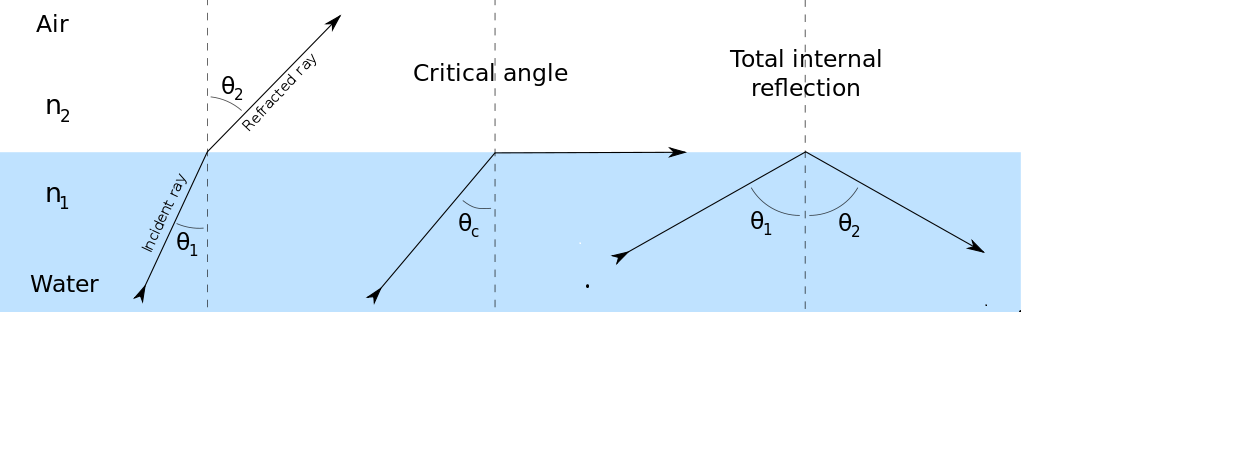 Air
n2
n1
Water
θ2
Refracted ray
Incident ray
θ1
Critical angle
θc
Total internal
reflection
θ1
θ2